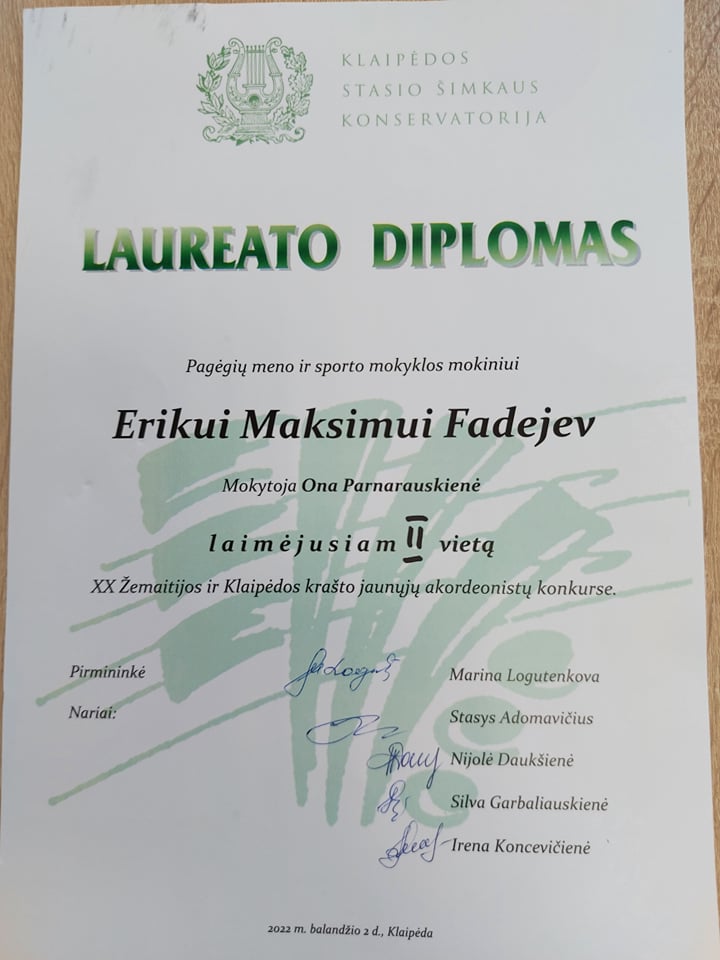 KLAIPĖDOS
STASIO ŠIMKAUS
KONSERVATORIJA
LAUREATO DIPLOMAS
Pagėgių meno ir sporto mokyklos mokiniui
Erikui Maksimui Fadejev
Mokytoja Ona Parnarauskienė
laimėjusiam II vietą
XX Žemaitijos ir Klaipėdos krašto jaunųjų akordeonistų konkurse.
Pirmininkė Marina Logutenkova
Nariai: Stasys Adomavičius
Nijolė Daukšienė
Silva Garbaliauskienė
Irena Koncevičienė
2022 m. balandžio 2 d., Klaipėda